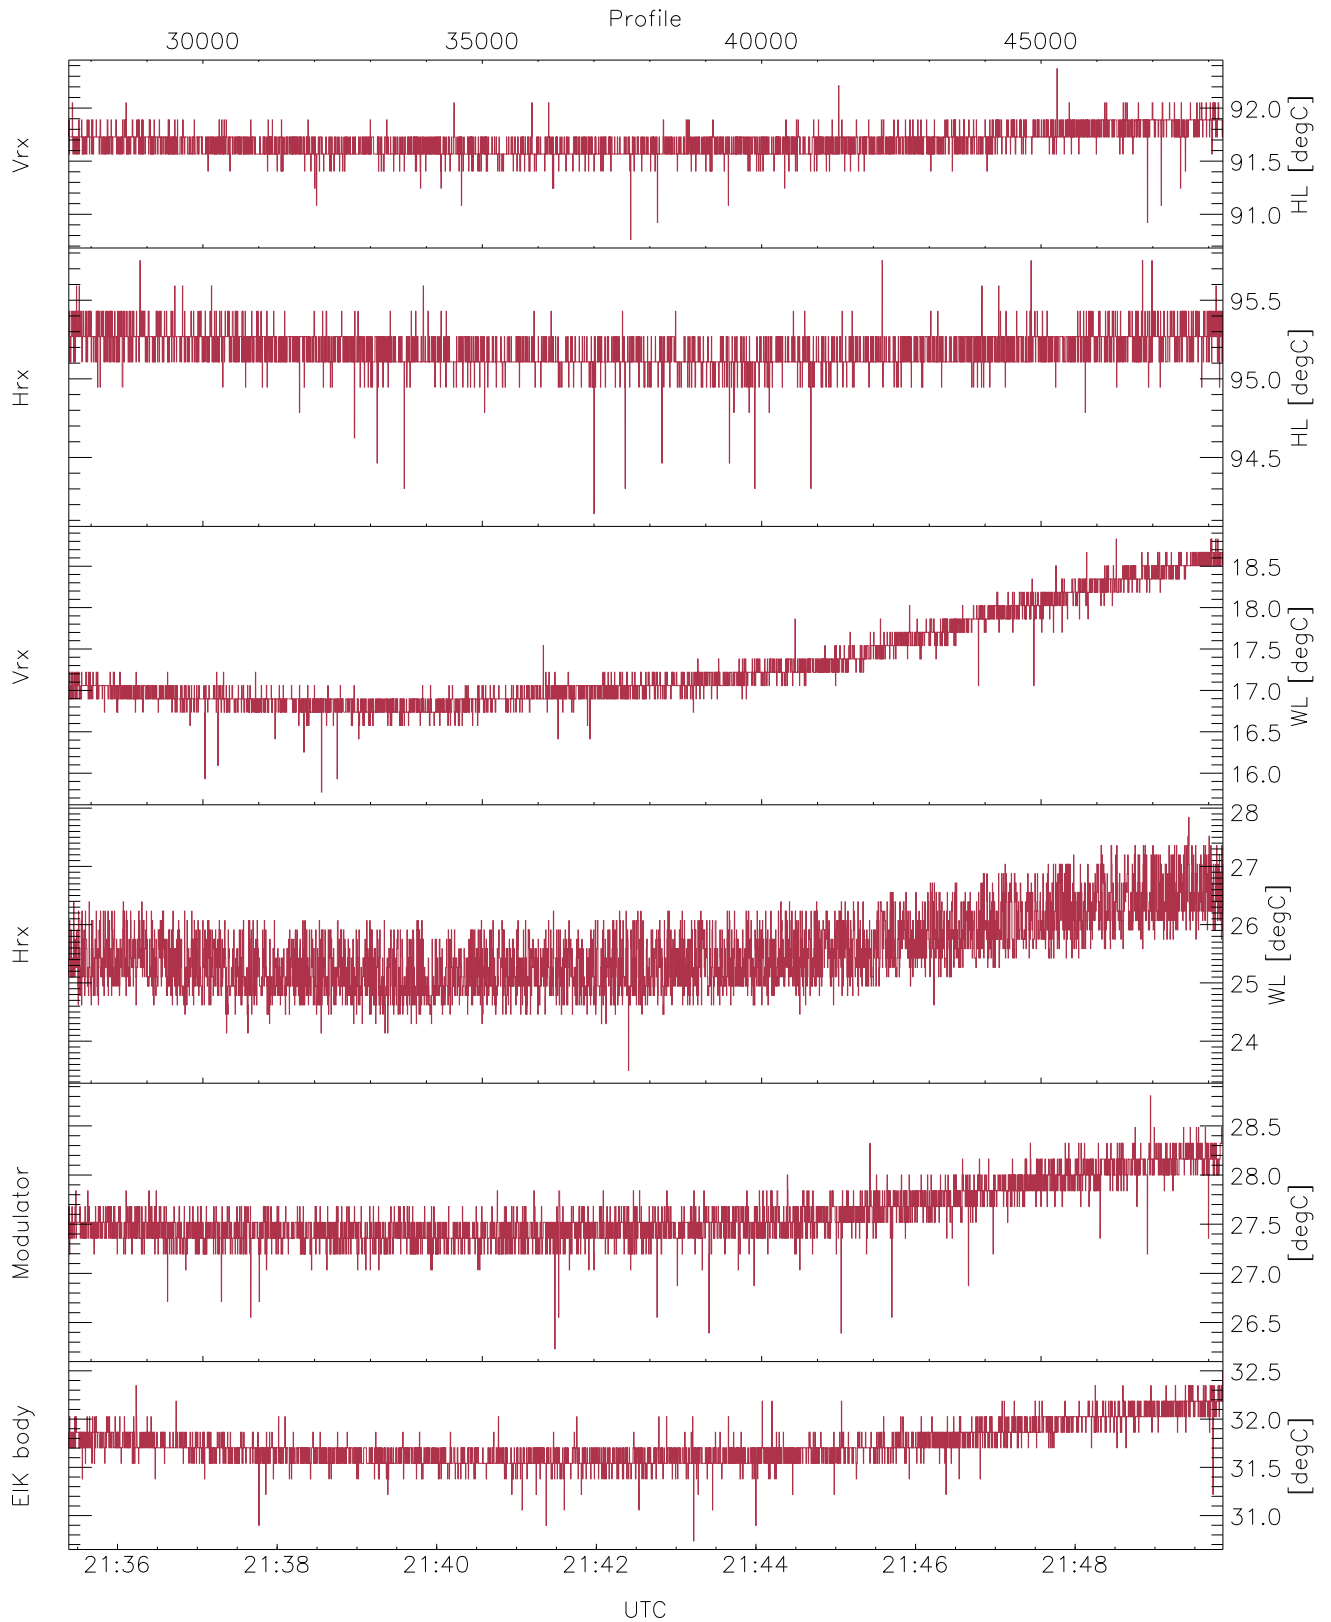 Profile
30000 35000 40000 45000
Vrx
92.0
91.5
91.0
HL [degC]
Hrx
95.5
95.0
94.5
HL [degC]
Vrx
18.5
18.0
17.5
17.0
16.5
16.0
WL [degC]
Hrx
28
27
26
25
24
WL [degC]
Modulator
28.5
28.0
27.5
27.0
26.5
[degC]
EIK body
32.5
32.0
31.5
31.0
[degC]
21:36 21:38 21:40 21:42 21:44 21:46 21:48
UTC